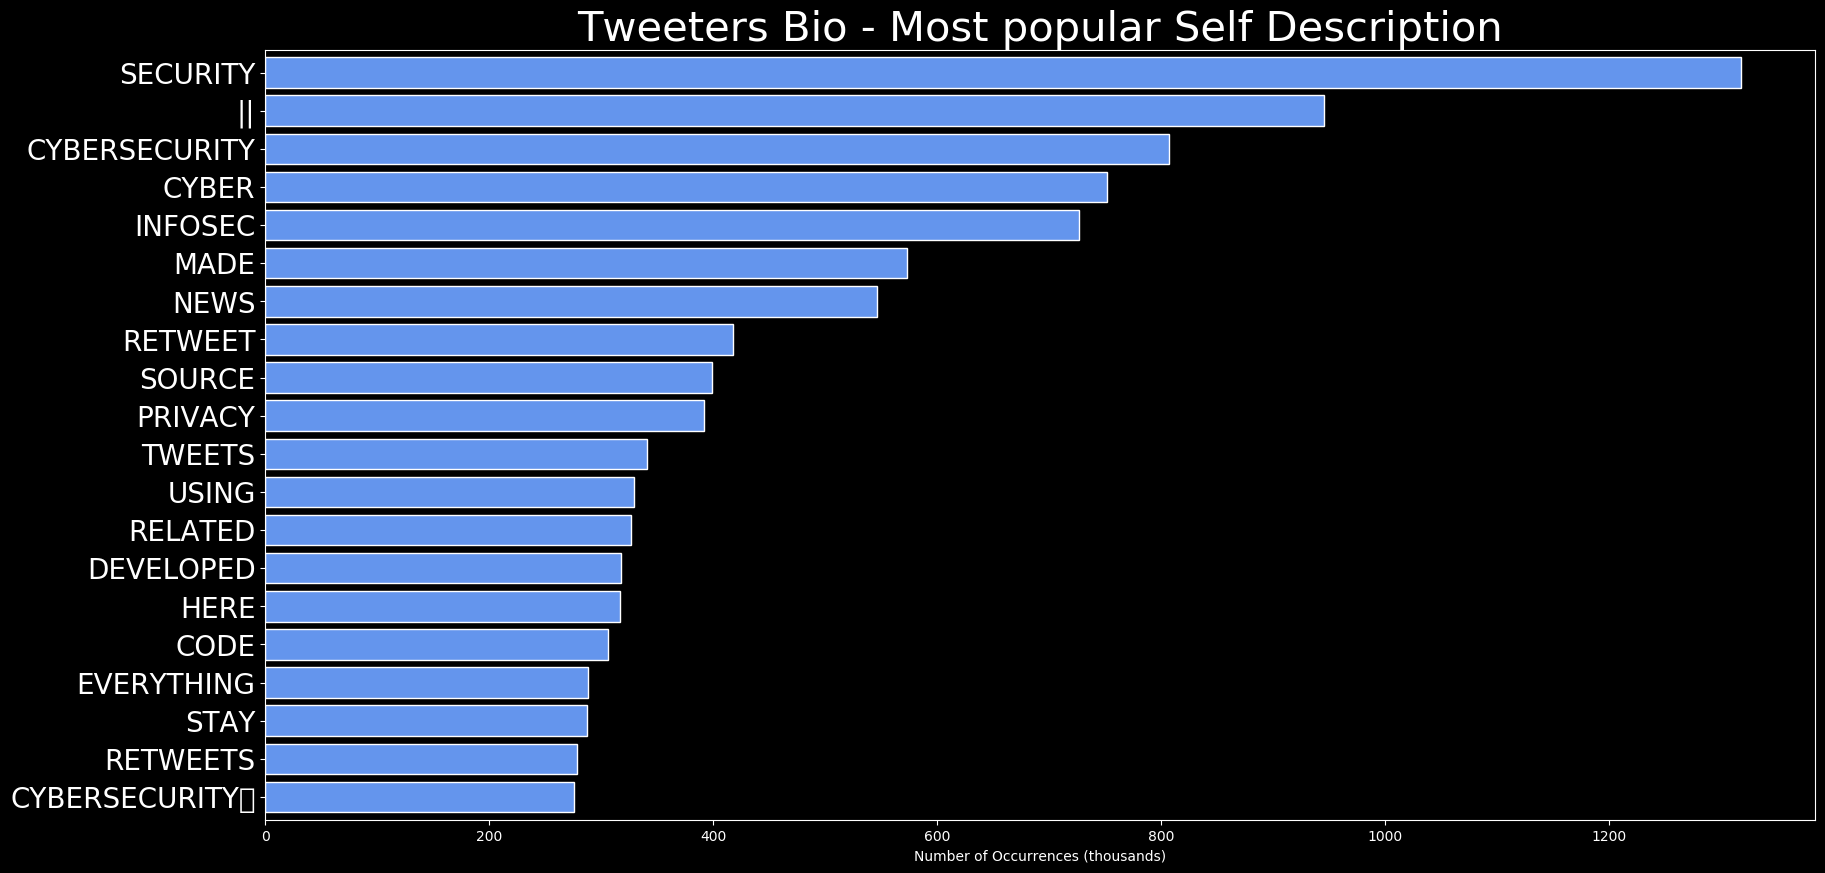 Tweeters Bio - Most popular Self Description
SECURITY
||
CYBERSECURITY
CYBER
INFOSEC
MADE
NEWS
RETWEET
SOURCE
PRIVACY
TWEETS
USING
RELATED
DEVELOPED
HERE
CODE
EVERYTHING
STAY
RETWEETS
CYBERSECURITY▯
0 200 400 600 800 1000 1200
Number of Occurrences (thousands)